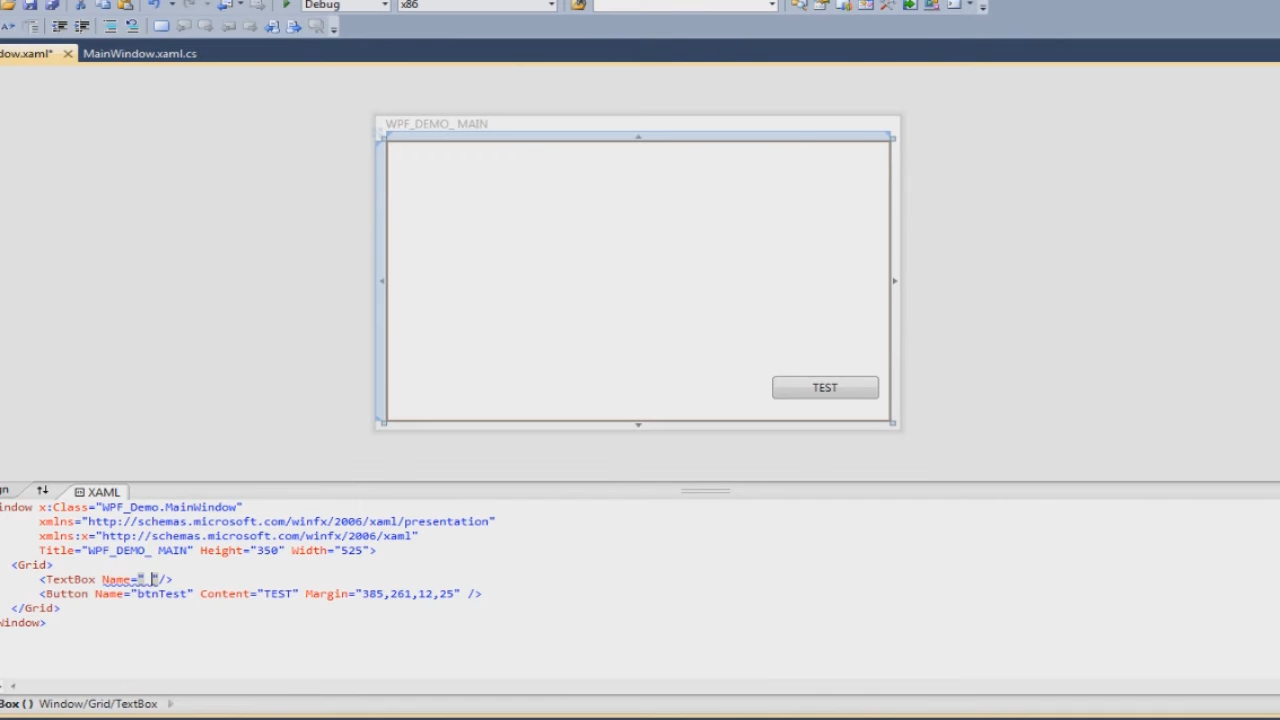 Debug x86
dow.xaml* MainWindow.xaml.cs
WPF_DEMO_ MAIN
TEST
gn XAML
indow x:Class="WPF_Demo.MainWindow"
xmlns="http://schemas.microsoft.com/winfx/2006/xaml/presentation"
xmlns:x="http://schemas.microsoft.com/winfx/2006/xaml"
Title="WPF_DEMO_ MAIN" Height="350" Width="525">
<Grid>
<TextBox Name=" "/>
<Button Name="btnTest" Content="TEST" Margin="385,261,12,25" />
</Grid>
Window>
Box () Window/Grid/TextBox